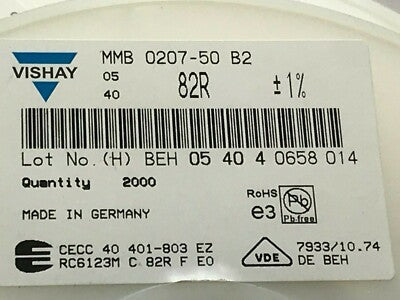 VISHAY
MMB 0207-50 B2
05
40
82R ±1%
Lot No.(H) BEH 05 40 4 0658 014
Quantity 2000
RoHS
e3
Pb-free
MADE IN GERMANY
CECC 40 401-803 EZ
RC6123M C 82R F E0
VDE
7933/10.74
DE BEH